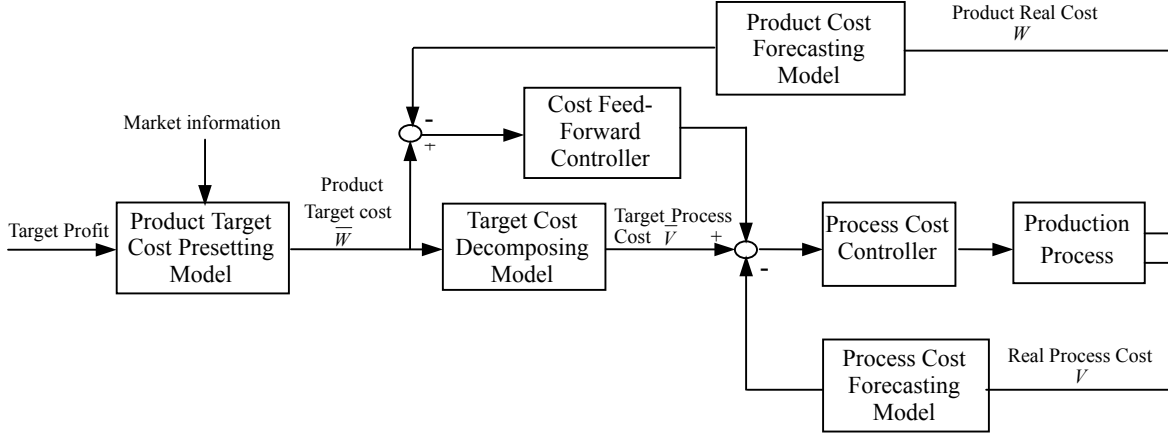 Product Cost
Forecasting
Model
Product Real Cost
W
Cost Feed-
Forward
Controller
-
+
Market information
Target Profit
Product Target
Cost Presetting
Model
Product
Target cost
W̅
Target Cost
Decomposing
Model
Target Process
Cost V̅ +
-
Process Cost
Controller
Production
Process
Process Cost
Forecasting
Model
Real Process Cost
V